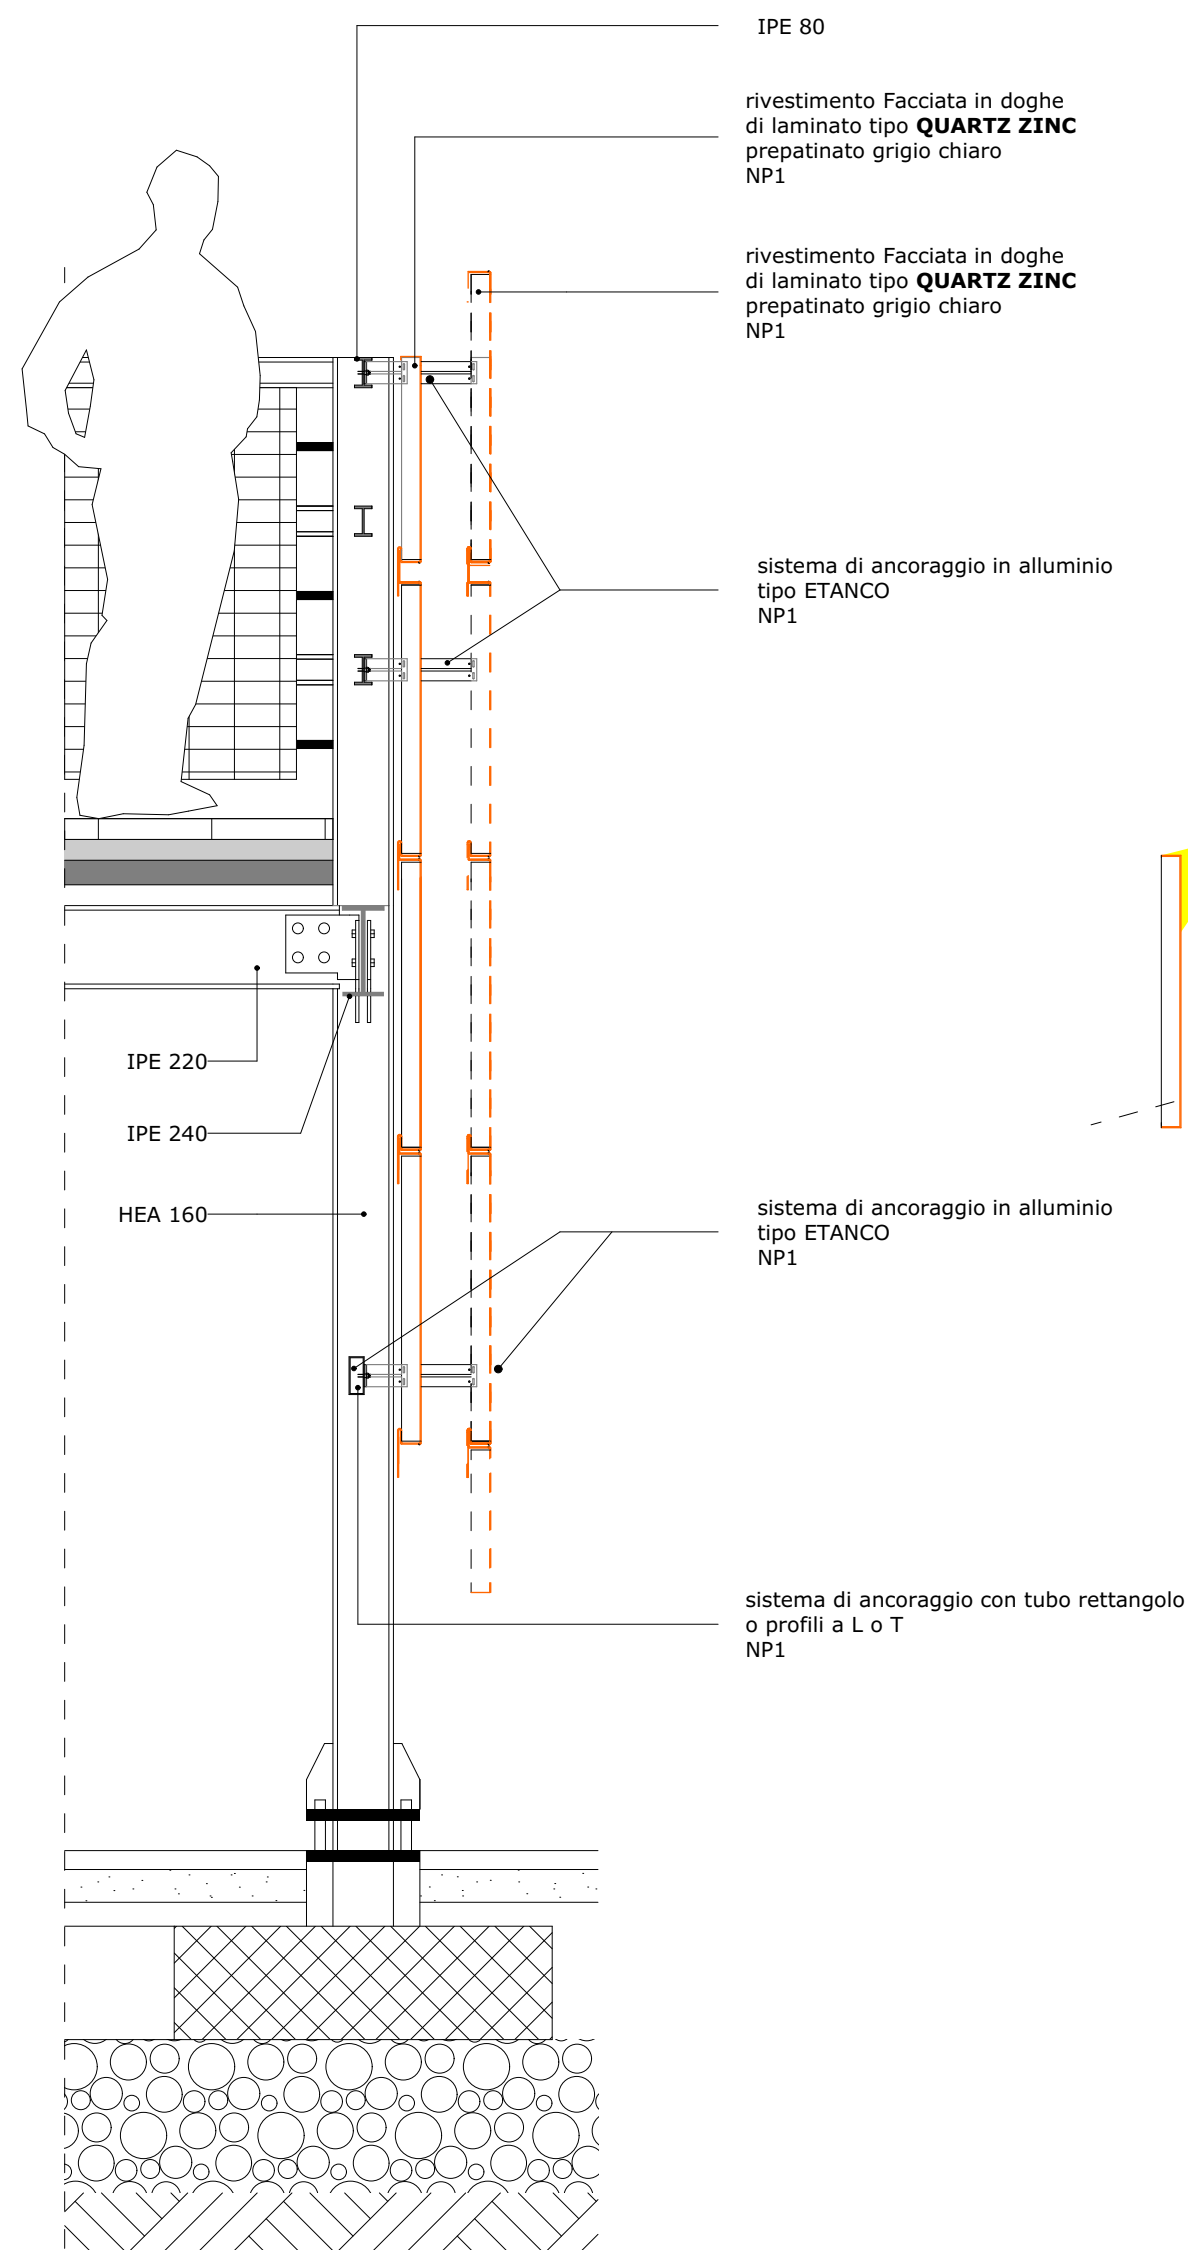 IPE 80
rivestimento Facciata in doghe
di laminato tipo QUARTZ ZINC
prepatinato grigio chiaro
NP1
rivestimento Facciata in doghe
di laminato tipo QUARTZ ZINC
prepatinato grigio chiaro
NP1
sistema di ancoraggio in alluminio
tipo ETANCO
NP1
IPE 220
IPE 240
HEA 160
sistema di ancoraggio in alluminio
tipo ETANCO
NP1
sistema di ancoraggio con tubo rettangolo
o profili a L o T
NP1